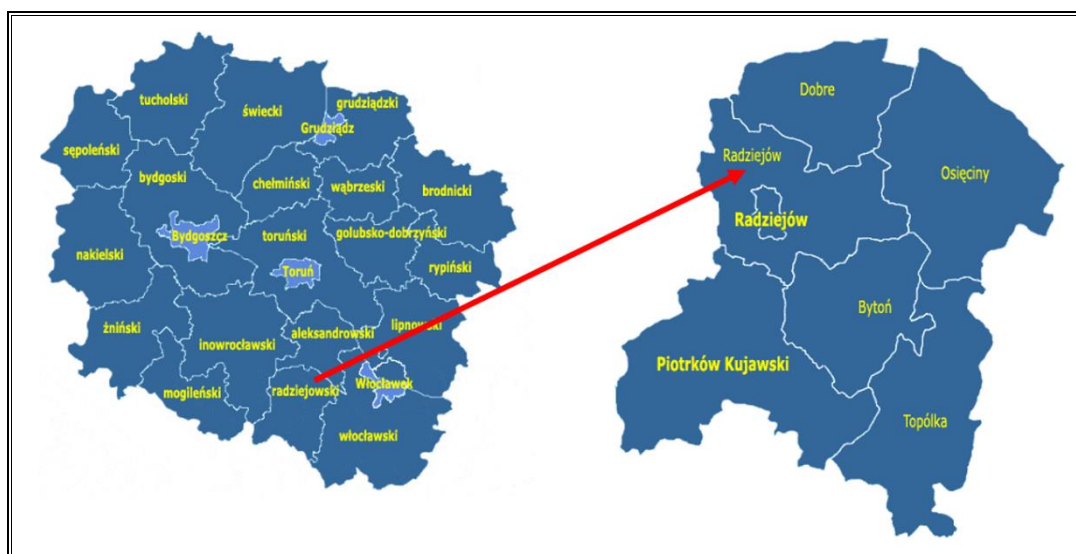 tucholski
świecki
grudziądzki
Grudziądz
sępoleński
bydgoski
chełmiński
wąbrzeski
brodnicki
Bydgoszcz
toruński
golubsko-dobrzyński
nakielski
Toruń
rypiński
żniński
inowrocławski
aleksandrowski
lipnowski
mogileński
radziejowski
Włocławek
włocławski
Dobre
Radziejów
Osięciny
Radziejów
Bytoń
Piotrków Kujawski
Topólka